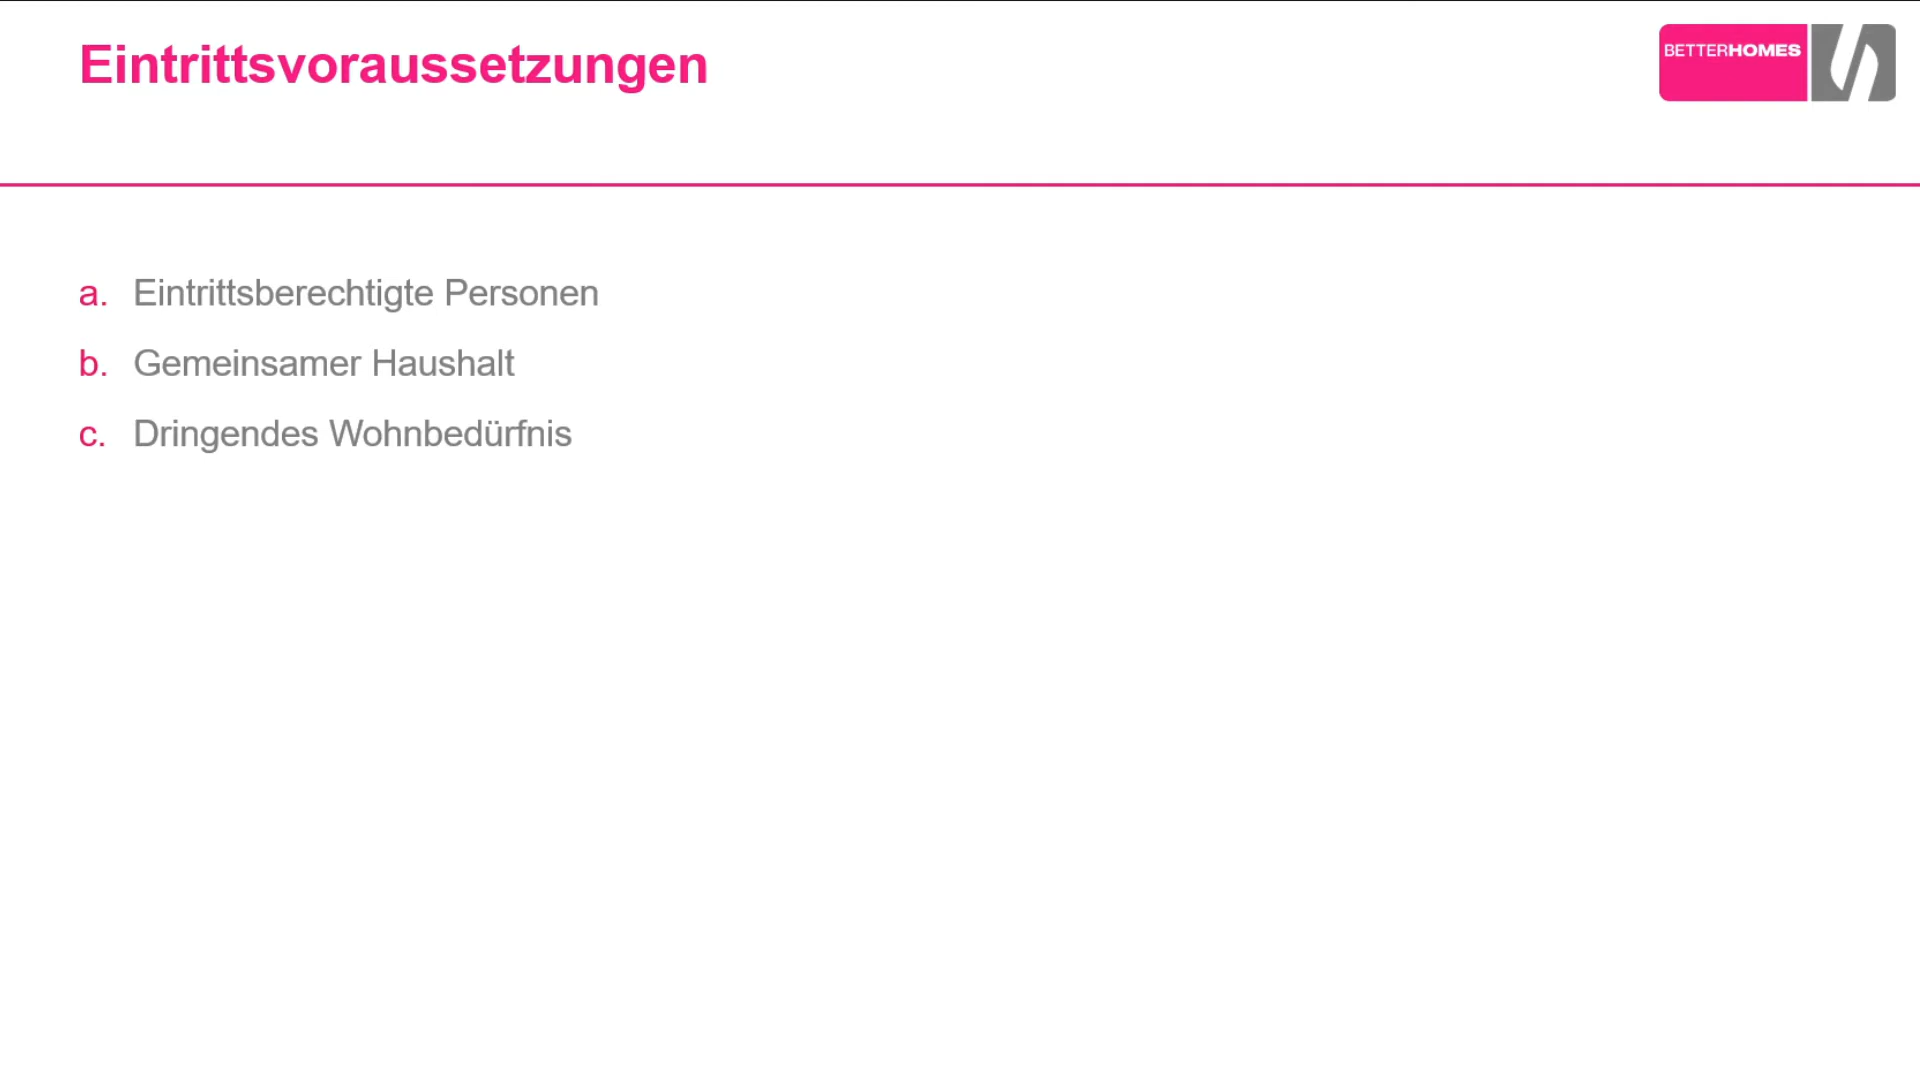 Eintrittsvoraussetzungen
BETTERHOMES
a. Eintrittsberechtigte Personen
b. Gemeinsamer Haushalt
c. Dringendes Wohnbedürfnis